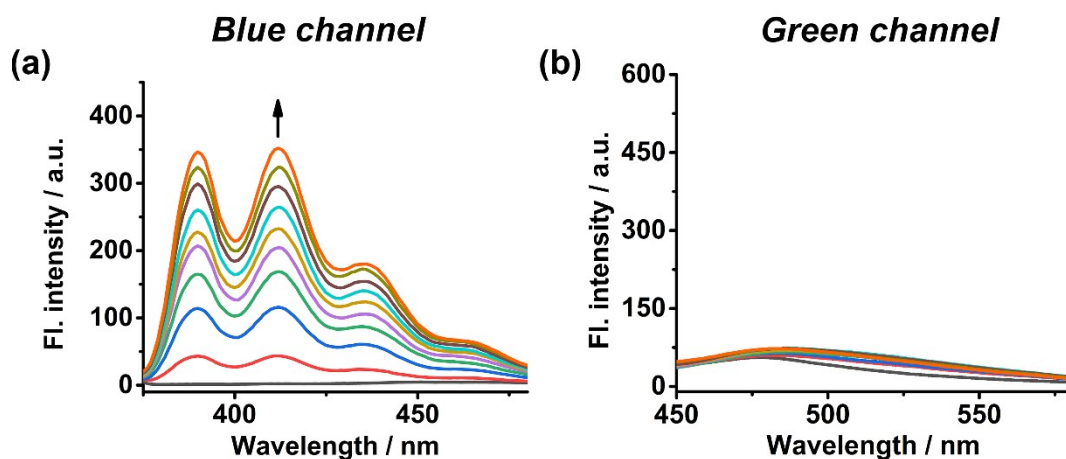 Blue channel
Green channel
(a)
(b)
Fl. intensity / a.u.
400
300
200
100
0
400
450
Wavelength / nm
Fl. intensity / a.u.
600
450
300
150
0
450
500
550
Wavelength / nm